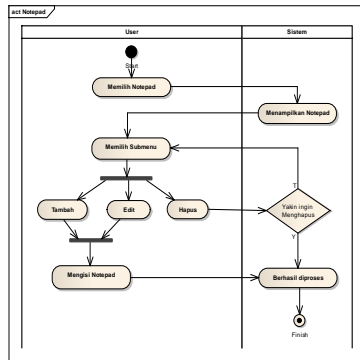 act Notepad
User
Sistem
Start
Memilih Notepad
Menampilkan Notepad
Memilih Submenu
T
Tambah
Edit
Hapus
Yakin ingin
Menghapus
Y
Mengisi Notepad
Berhasil diproses
Finish